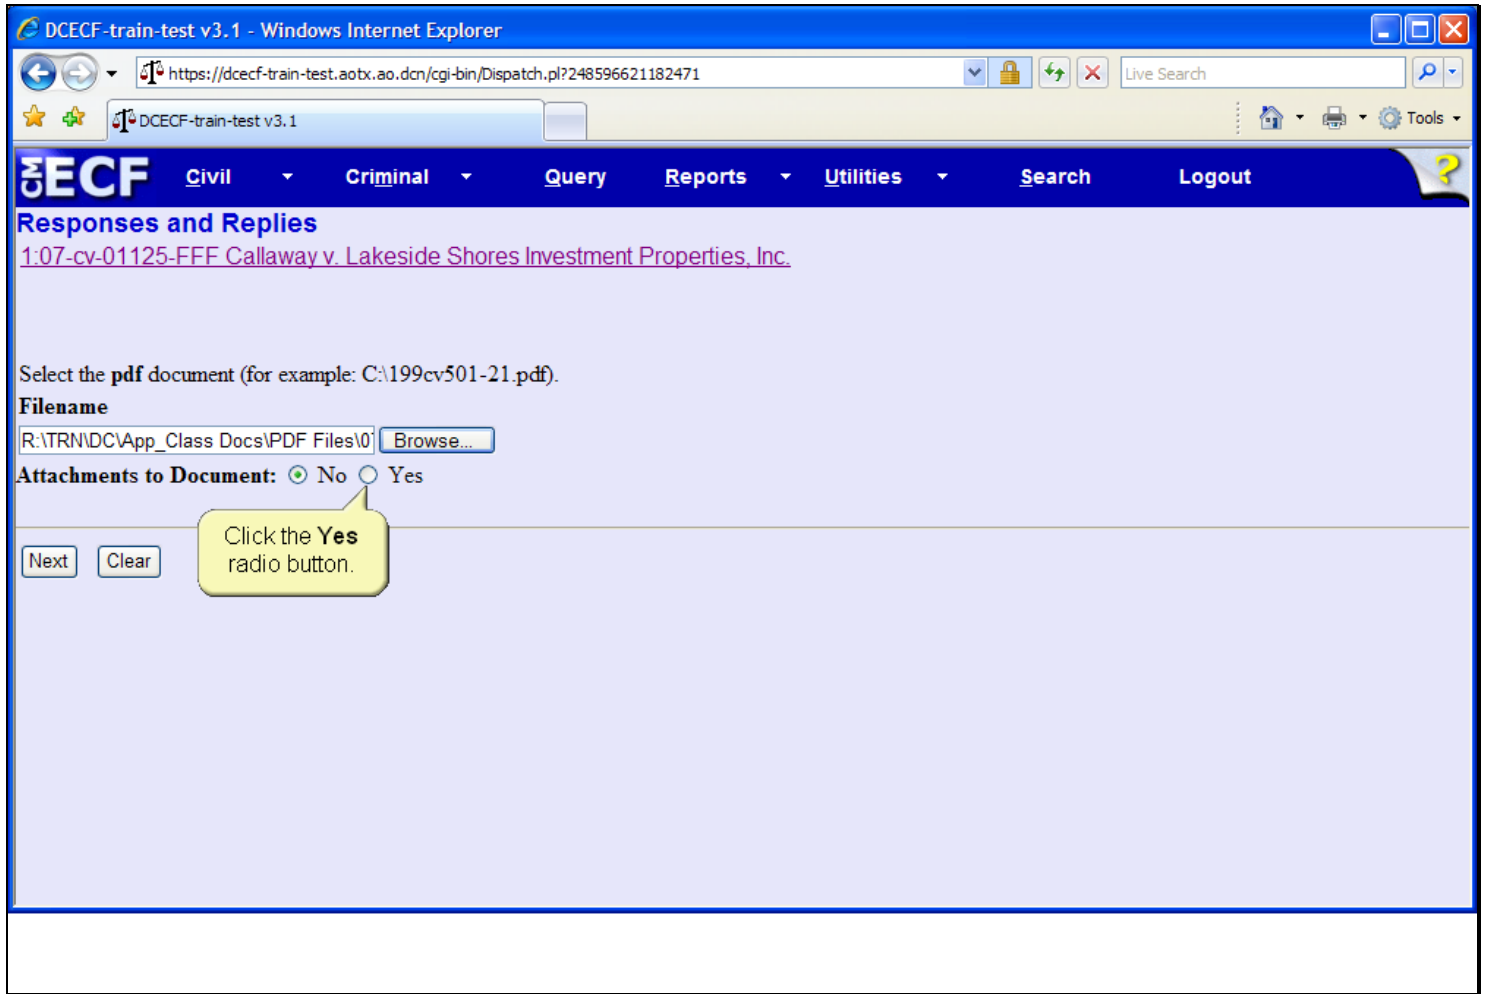 DCECF-train-test v3.1 - Windows Internet Explorer
https://dcecf-train-test.aotx.ao.dcn/cgi-bin/Dispatch.pl?248596621182471
Live Search
DCECF-train-test v3.1
Tools
CM ECF Civil Criminal Query Reports Utilities Search Logout ?
Responses and Replies
1:07-cv-01125-FFF Callaway v. Lakeside Shores Investment Properties, Inc.
Select the pdf document (for example: C:\199cv501-21.pdf).
Filename
R:\TRN\DC\App_Class Docs\PDF Files\07 Browse...
Attachments to Document: No Yes
Click the Yes
radio button.
Next Clear